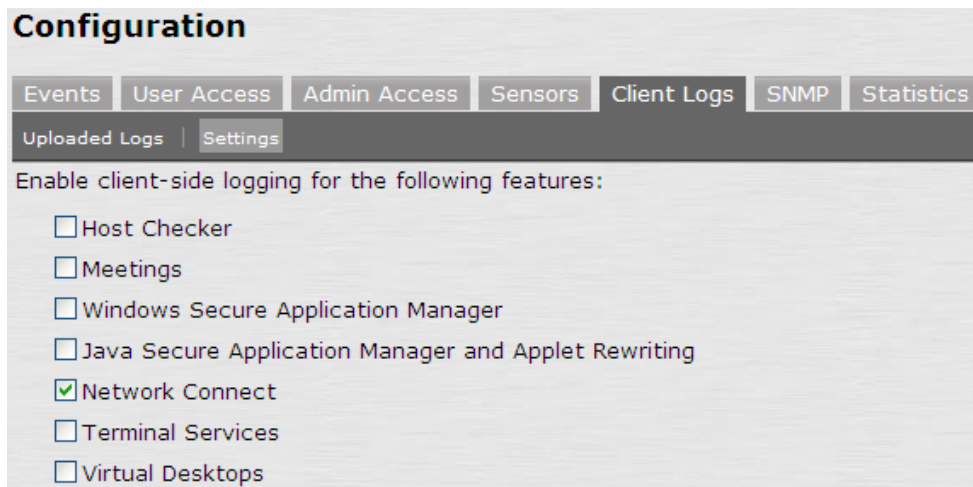 Configuration
Events User Access Admin Access Sensors Client Logs SNMP Statistics
Uploaded Logs | Settings
Enable client-side logging for the following features:
Host Checker
Meetings
Windows Secure Application Manager
Java Secure Application Manager and Applet Rewriting
Network Connect
Terminal Services
Virtual Desktops